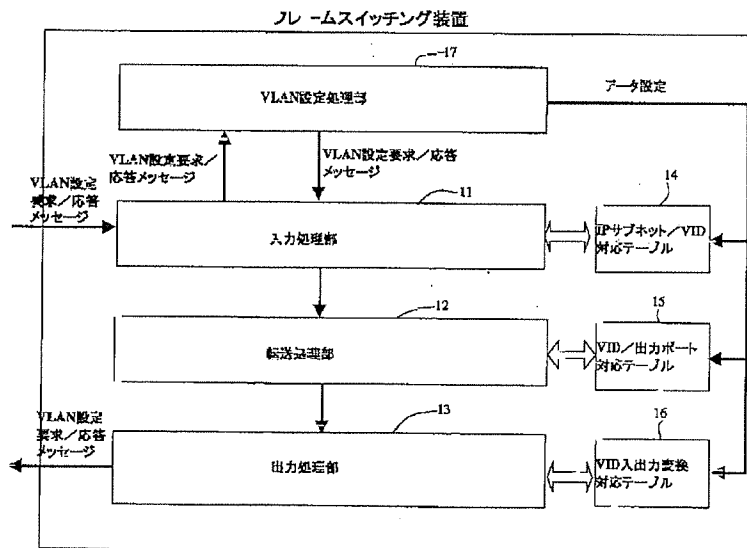 フレームスイッチング装置
17
VLAN設定処理部
データ設定
VLAN設定要求/
応答メッセージ
VLAN設定要求/応答
メッセージ
VLAN設定
要求/応答
メッセージ
11
入力処理部
14
IPサブネット/VID
対応テーブル
12
転送処理部
15
VID/出力ポート
対応テーブル
VLAN設定
要求/応答
メッセージ
13
出力処理部
16
VID入出力変換
対応テーブル